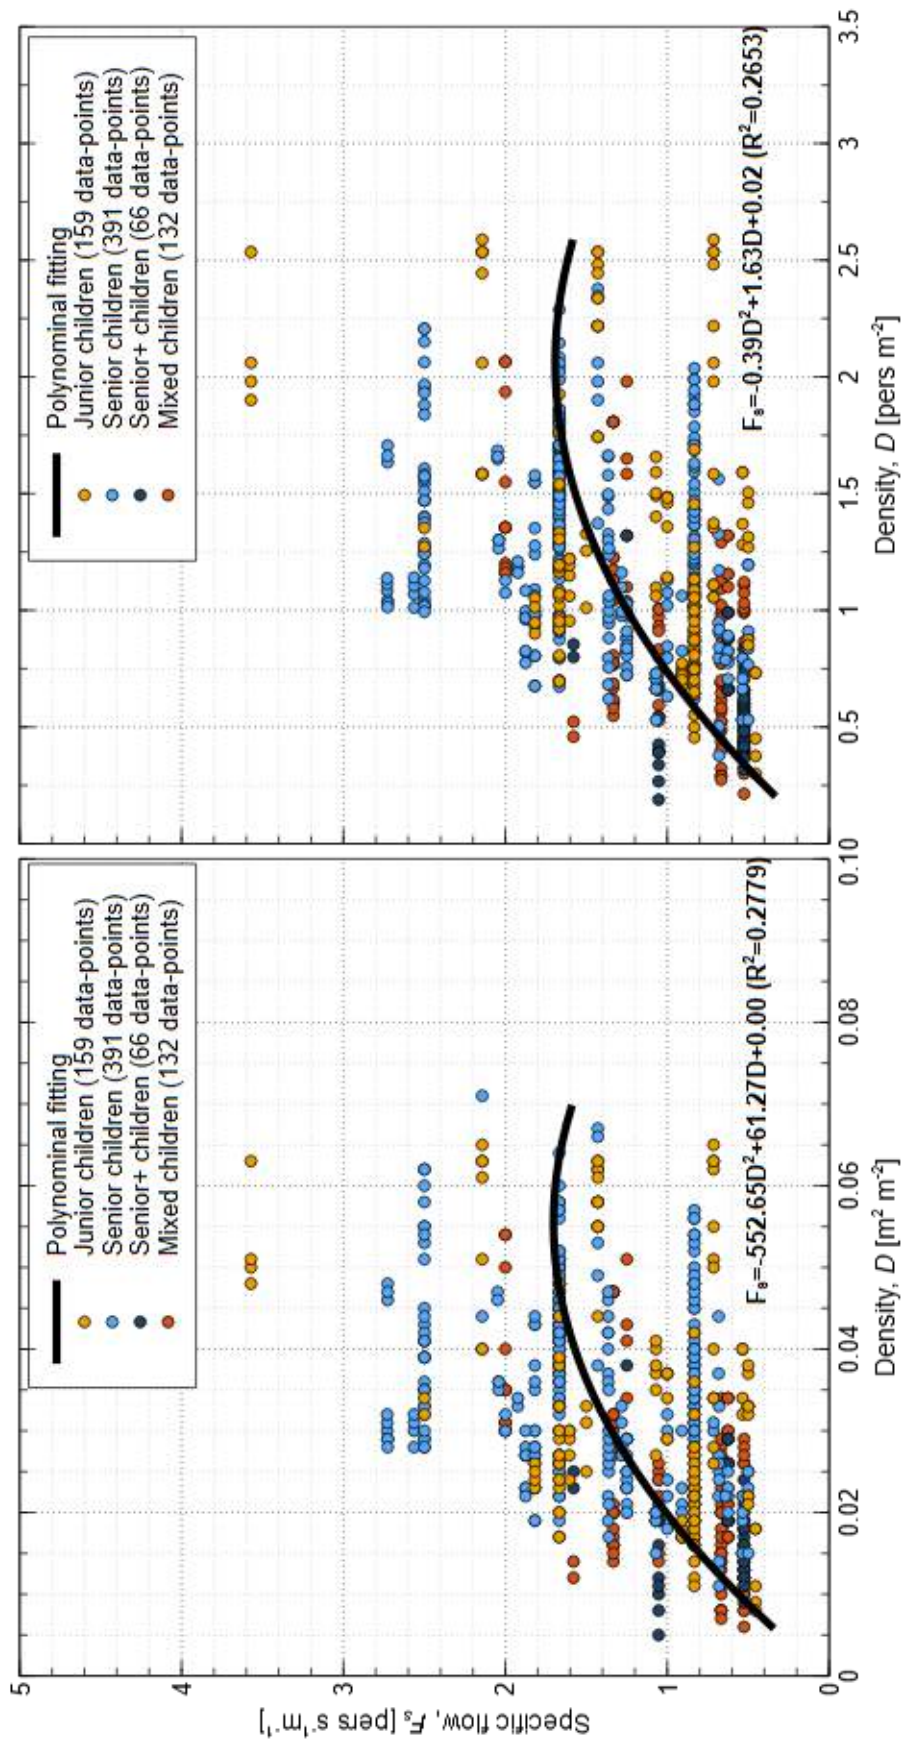 Specific flow, Fs [pers s⁻¹m⁻¹]
5
4
3
2
1
0
Polynominal fitting
Junior children (159 data-points)
Senior children (391 data-points)
Senior+ children (66 data-points)
Mixed children (132 data-points)
Fs=-552.65D²+61.27D+0.00 (R²=0.2779)
0
0.02
0.04
0.06
0.08
0.10
Density, D [m² m⁻²]
Polynominal fitting
Junior children (159 data-points)
Senior children (391 data-points)
Senior+ children (66 data-points)
Mixed children (132 data-points)
Fs=-0.39D²+1.63D+0.02 (R²=0.2653)
0
0.5
1
1.5
2
2.5
3
3.5
Density, D [pers m⁻²]